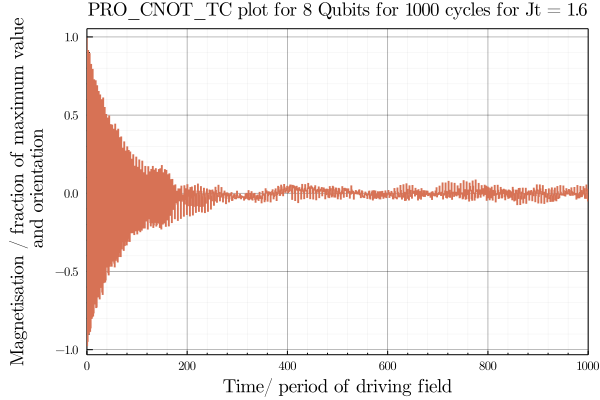 PRO_CNOT_TC plot for 8 Qubits for 1000 cycles for Jt = 1.6
Magnetisation / fraction of maximum value
and orientation
1.0
0.5
0.0
−0.5
−1.0
0 200 400 600 800 1000
Time/ period of driving field